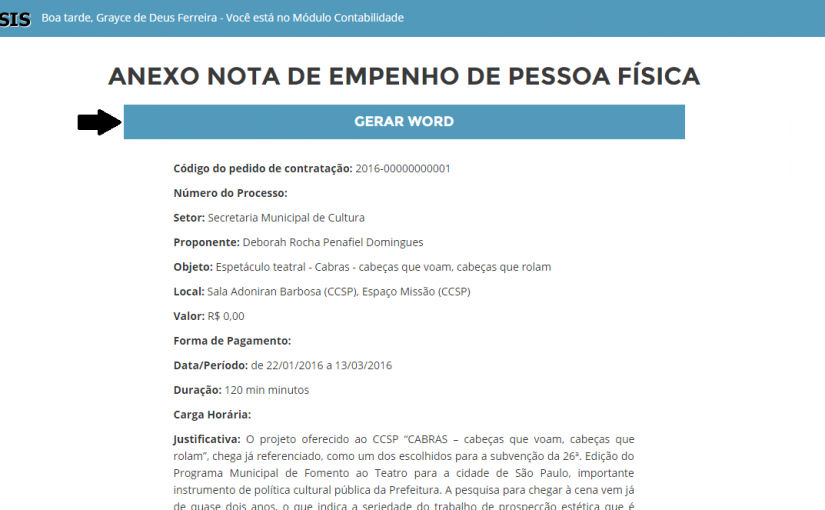 SIS Boa tarde, Grayce de Deus Ferreira - Você está no Módulo Contabilidade
ANEXO NOTA DE EMPENHO DE PESSOA FÍSICA
GERAR WORD
Código do pedido de contratação: 2016-00000000001
Número do Processo:
Setor: Secretaria Municipal de Cultura
Proponente: Deborah Rocha Penafiel Domingues
Objeto: Espetáculo teatral - Cabras - cabeças que voam, cabeças que rolam
Local: Sala Adoniran Barbosa (CCSP), Espaço Missão (CCSP)
Valor: R$ 0,00
Forma de Pagamento:
Data/Período: de 22/01/2016 a 13/03/2016
Duração: 120 min minutos
Carga Horária:
Justificativa: O projeto oferecido ao CCSP “CABRAS – cabeças que voam, cabeças que
rolam”, chega já referenciado, como um dos escolhidos para a subvenção da 26ª. Edição do
Programa Municipal de Fomento ao Teatro para a cidade de São Paulo, importante
instrumento de política cultural pública da Prefeitura. A pesquisa para chegar à cena vem já
de quase dois anos, o que indica a seriedade do trabalho de prospecção estética que é